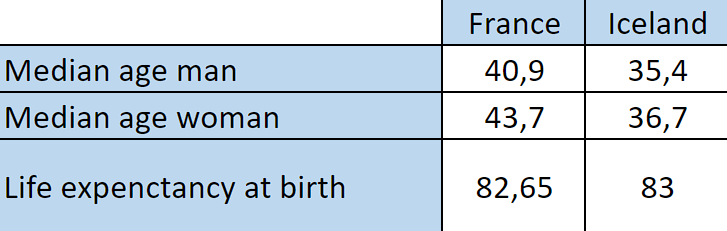 France Iceland
Median age man 40,9 35,4
Median age woman 43,7 36,7
Life expenctancy at birth 82,65 83